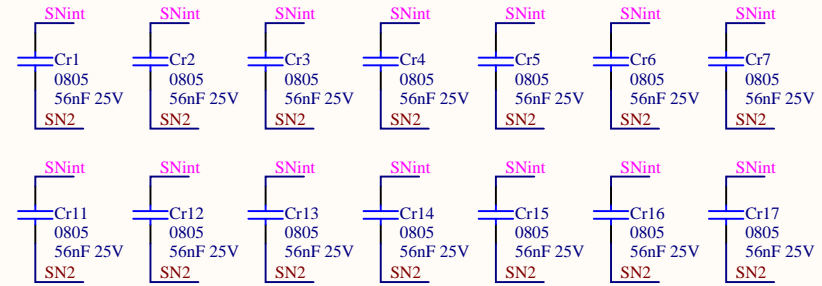 SNint SNint SNint SNint SNint SNint SNint
Cr1 Cr2 Cr3 Cr4 Cr5 Cr6 Cr7
0805 0805 0805 0805 0805 0805 0805
56nF 25V 56nF 25V 56nF 25V 56nF 25V 56nF 25V 56nF 25V 56nF 25V
SN2 SN2 SN2 SN2 SN2 SN2 SN2
SNint SNint SNint SNint SNint SNint SNint
Cr11 Cr12 Cr13 Cr14 Cr15 Cr16 Cr17
0805 0805 0805 0805 0805 0805 0805
56nF 25V 56nF 25V 56nF 25V 56nF 25V 56nF 25V 56nF 25V 56nF 25V
SN2 SN2 SN2 SN2 SN2 SN2 SN2